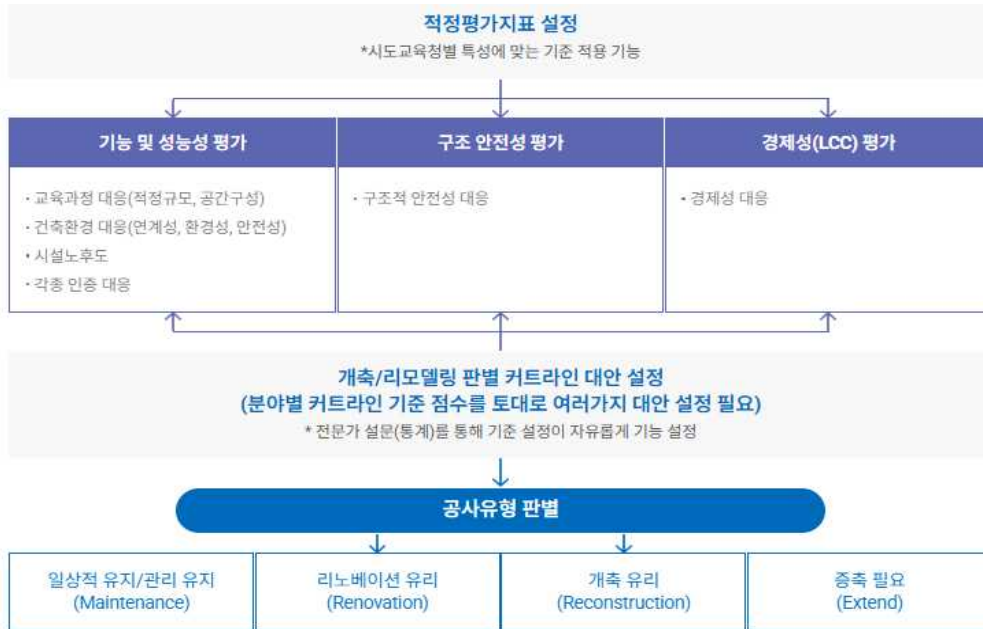 적정평가지표 설정
*시도교육청별 특성에 맞는 기준 적용 기능
기능 및 성능성 평가
구조 안전성 평가
경제성(LCC) 평가
· 교육과정 대응(적정규모, 공간구성)
· 건축환경 대응(연계성, 환경성, 안전성)
• 시설노후도
· 각종 인증 대응
· 구조적 안전성 대응
• 경제성 대응
개축/리모델링 판별 커트라인 대안 설정
(분야별 커트라인 기준 점수를 토대로 여러가지 대안 설정 필요)
* 전문가 설문(통계)를 통해 기준 설정이 자유롭게 기능 설정
공사유형 판별
일상적 유지/관리 유지
(Maintenance)
리노베이션 유리
(Renovation)
개축 유리
(Reconstruction)
증축 필요
(Extend)